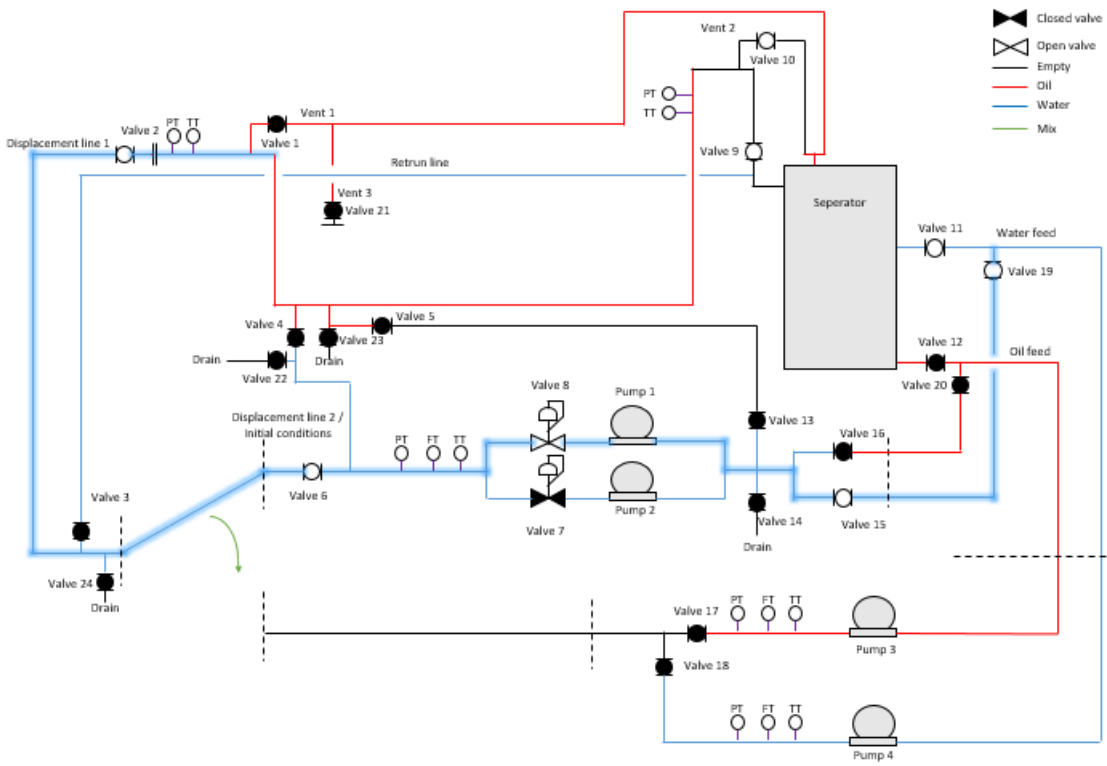 Closed valve
Open valve
Empty
Oil
Water
Mix
Vent 2
Valve 10
PT
TT
Vent 1
Valve 1
PT TT
Valve 2
Displacement line 1
Valve 9
Retrun line
Vent 3
Valve 21
Seperator
Valve 11
Water feed
Valve 19
Valve 5
Valve 4
Valve 23
Drain
Drain
Valve 22
Valve 12
Oil feed
Valve 20
Valve 8
Pump 1
Displacement line 2 /
Initial conditions
PT FT TT
Valve 13
Valve 16
Valve 6
Pump 2
Valve 7
Valve 14
Drain
Valve 15
Valve 3
Valve 24
Drain
PT FT TT
Valve 17
Pump 3
Valve 18
PT FT TT
Pump 4